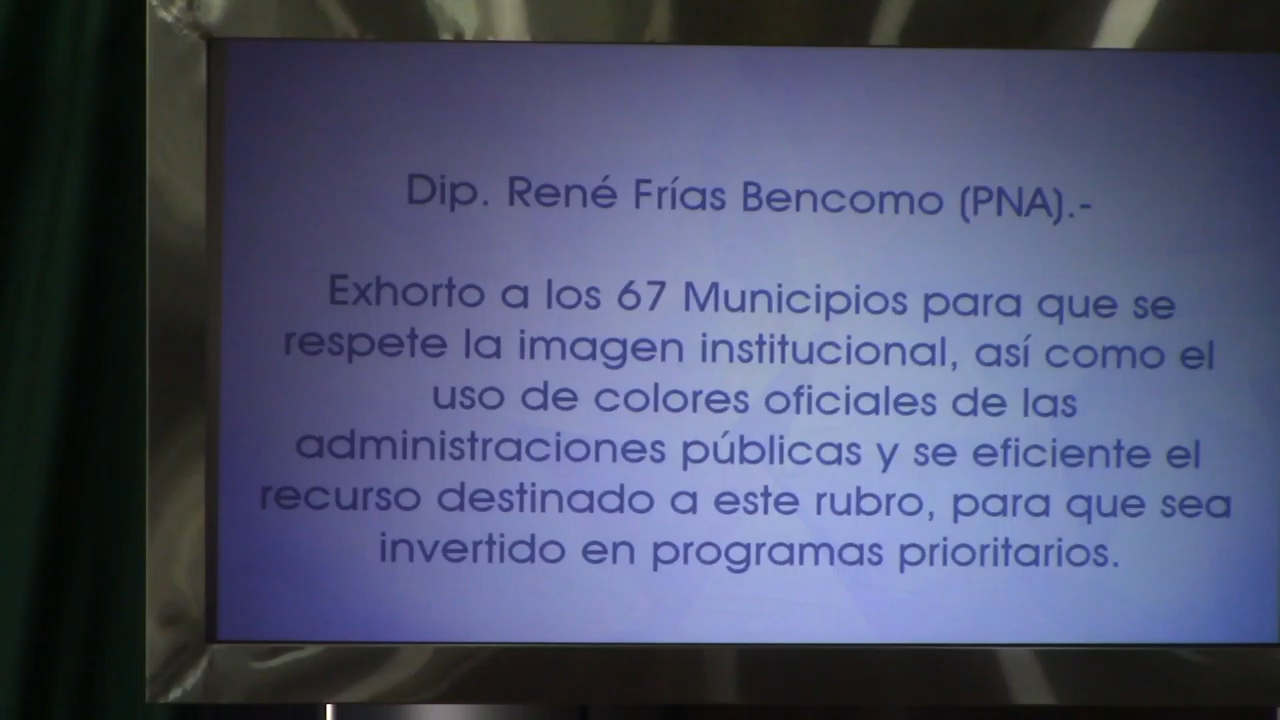 Dip. René Frías Bencomo (PNA).-
Exhorto a los 67 Municipios para que se
respete la imagen institucional, así como el
uso de colores oficiales de las
administraciones públicas y se eficiente el
recurso destinado a este rubro, para que sea
invertido en programas prioritarios.